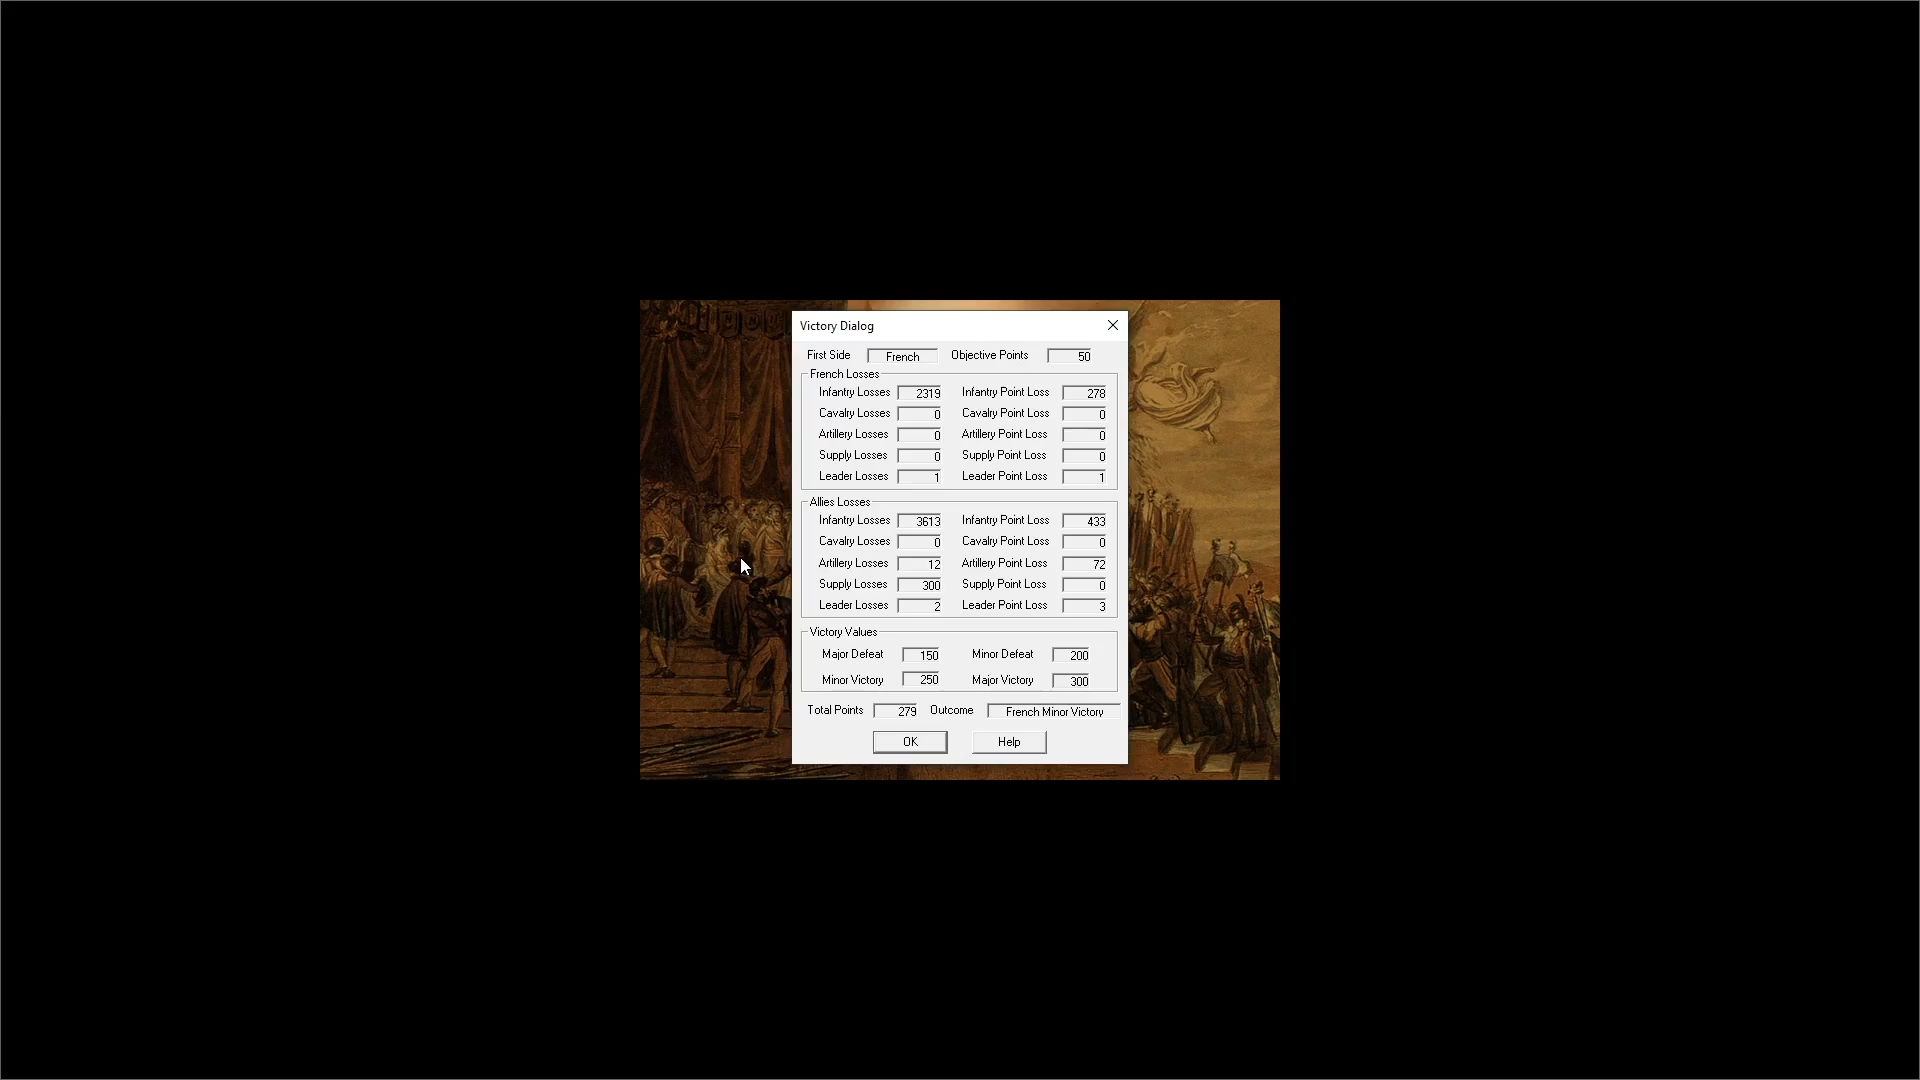 Victory Dialog
First Side French Objective Points 50
French Losses
Infantry Losses 2319 Infantry Point Loss 278
Cavalry Losses 0 Cavalry Point Loss 0
Artillery Losses 0 Artillery Point Loss 0
Supply Losses 0 Supply Point Loss 0
Leader Losses 1 Leader Point Loss 1
Allies Losses
Infantry Losses 3613 Infantry Point Loss 433
Cavalry Losses 0 Cavalry Point Loss 0
Artillery Losses 12 Artillery Point Loss 72
Supply Losses 300 Supply Point Loss 0
Leader Losses 2 Leader Point Loss 3
Victory Values
Major Defeat 150 Minor Defeat 200
Minor Victory 250 Major Victory 300
Total Points 279 Outcome French Minor Victory
OK Help